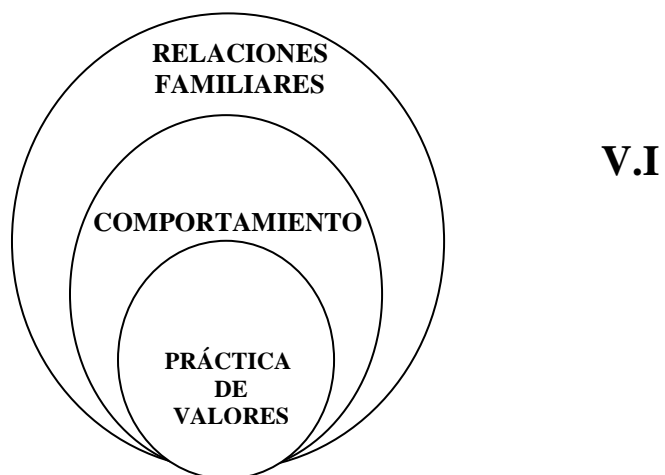 RELACIONES
FAMILIARES
V.I
COMPORTAMIENTO
PRÁCTICA
DE
VALORES